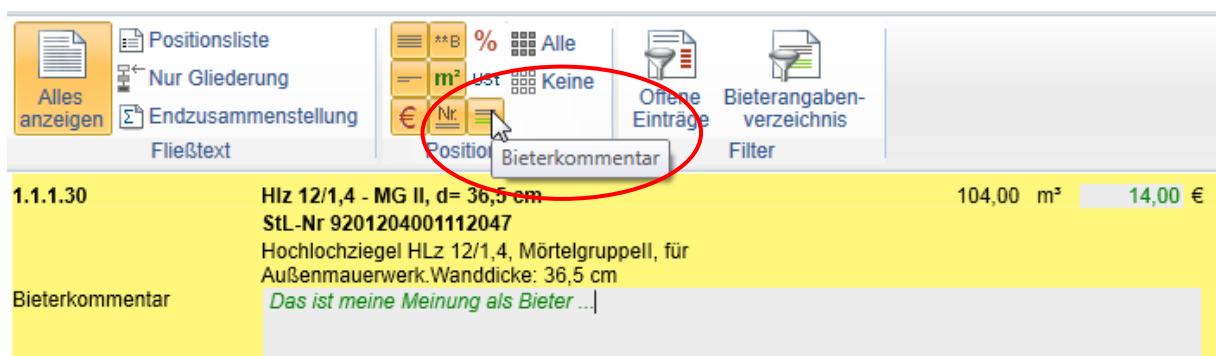 Alles anzeigen
Positionsliste
Nur Gliederung
Endzusammenstellung
Fließtext
**B % Alle
m² USt Keine
€ Nr.
Position
Bieterkommentar
Offene Einträge
Bieterangaben-
verzeichnis
Filter
1.1.1.30 Hlz 12/1,4 - MG II, d= 36,5 cm 104,00 m³ 14,00 €
StL-Nr 9201204001112047
Hochlochziegel HLz 12/1,4, MörtelgruppeII, für
Außenmauerwerk.Wanddicke: 36,5 cm
Bieterkommentar Das ist meine Meinung als Bieter ...